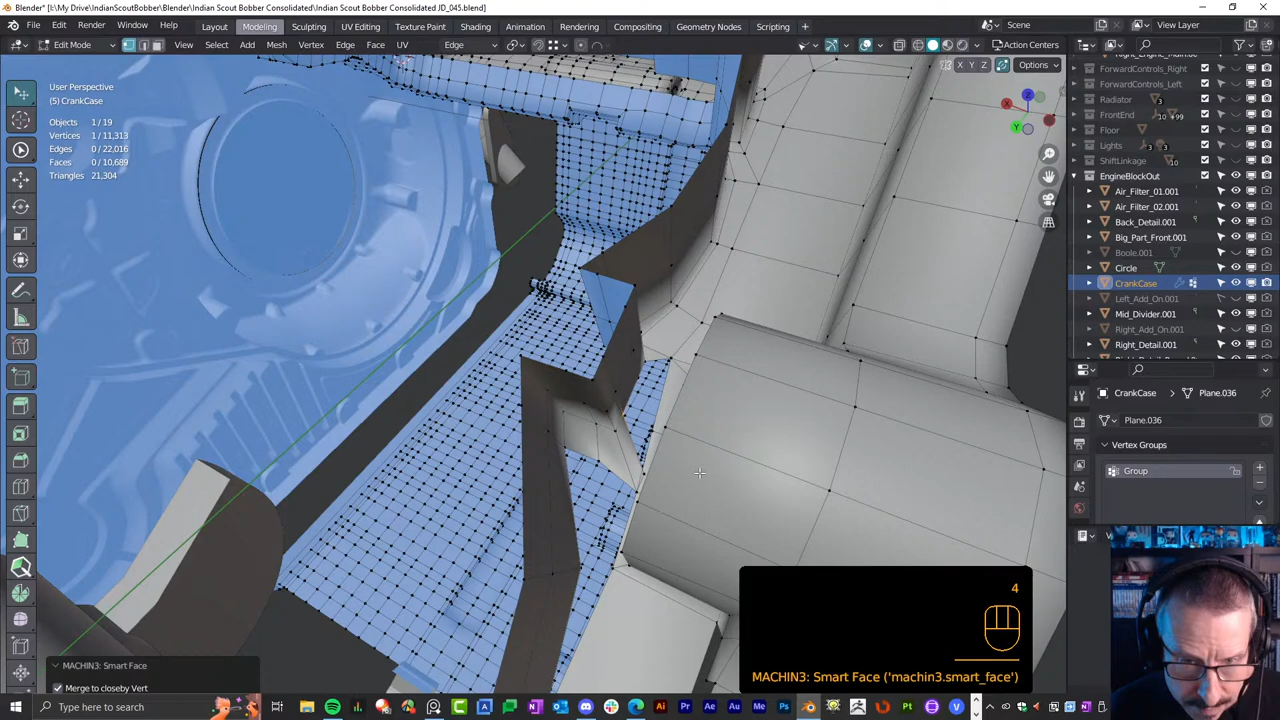 Blender* [I:\My Drive\IndianScoutBobber\Blender\Indian Scout Bobber Consolidated\Indian Scout Bobber Consolidated JD_045.blend]
File Edit Render Window Help Layout Modeling Sculpting UV Editing Texture Paint Shading Animation Rendering Compositing Geometry Nodes Scripting Scene View Layer
Edit Mode View Select Add Mesh Vertex Edge Face UV Edge Action Centers
X Y Z Options
User Perspective
(5) CrankCase
Objects 1/19
Vertices 1/11,313
Edges 0/22,016
Faces 0/10,689
Triangles 21,304
ForwardControls_Right
ForwardControls_Left
Radiator
FrontEnd
Floor
Lights
ShiftLinkage
EngineBlockOut
Air_Filter_01.001
Air_Filter_02.001
Back_Detail.001
Big_Part_Front.001
Boole.001
Circle
CrankCase
Left_Add_On.001
Mid_Divider.001
Right_Add_On.001
Right_Detail.001
CrankCase > Plane.036
Plane.036
Vertex Groups
Group
4
MACHIN3: Smart Face ('machin3.smart_face')
MACHIN3: Smart Face
Merge to closeby Vert
Type here to search